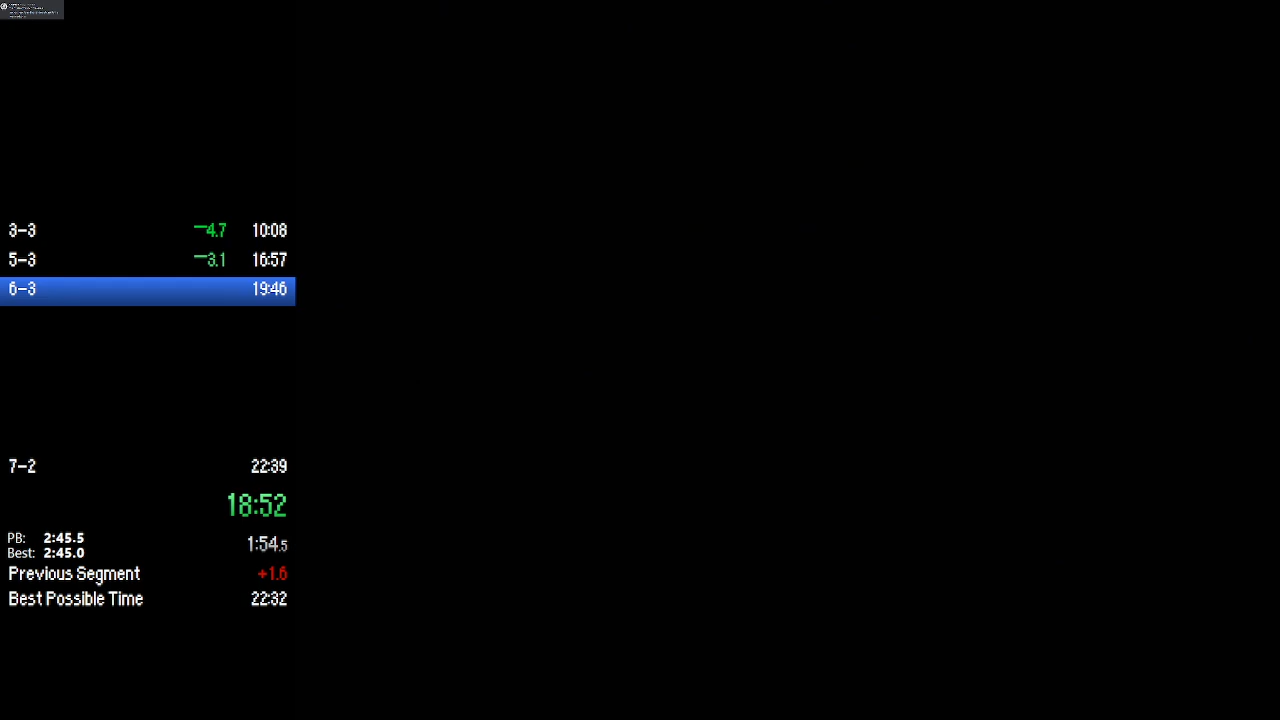 3-3 −4.7 10:08
5-3 −3.1 16:57
6-3 19:46
7-2 22:39
18:52
PB: 2:45.5 1:54.5
Best: 2:45.0
Previous Segment +1.6
Best Possible Time 22:32